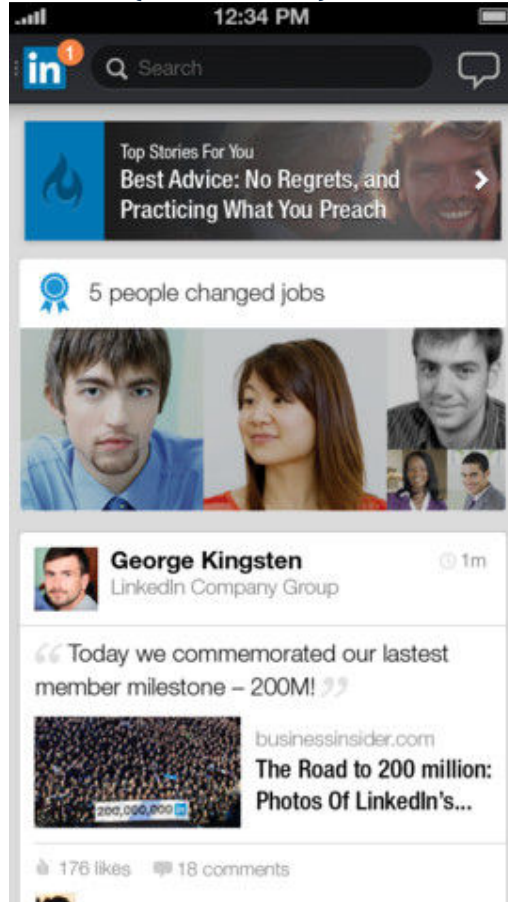 12:34 PM
in 1 Search
Top Stories For You
Best Advice: No Regrets, and
Practicing What You Preach
5 people changed jobs
George Kingsten
1m
LinkedIn Company Group
“ Today we commemorated our lastest
member milestone – 200M! ”
businessinsider.com
The Road to 200 million:
Photos Of LinkedIn's...
200,000,000 in
176 likes 18 comments